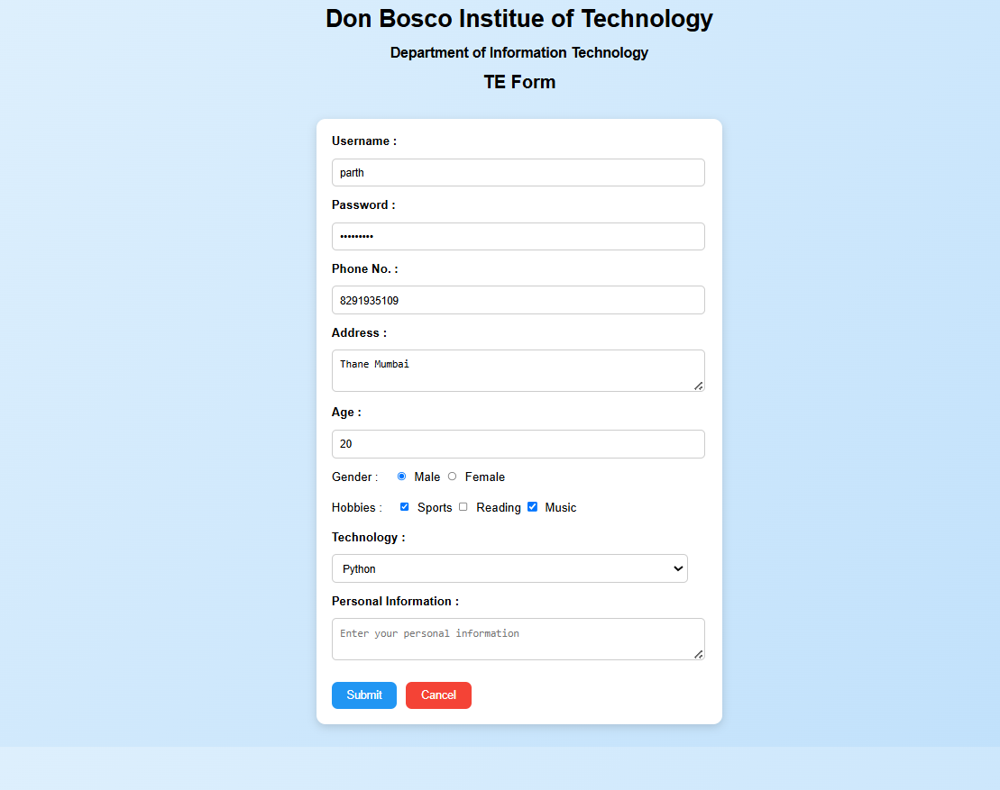 Don Bosco Institue of Technology
Department of Information Technology
TE Form
Username :
parth
Password :
•••••••••
Phone No. :
8291935109
Address :
Thane Mumbai
Age :
20
Gender : Male Female
Hobbies : Sports Reading Music
Technology :
Python
Personal Information :
Enter your personal information
Submit Cancel